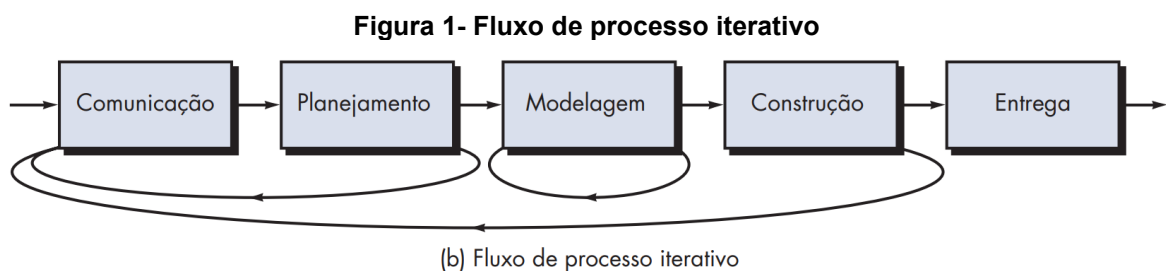 Figura 1- Fluxo de processo iterativo
Comunicação
Planejamento
Modelagem
Construção
Entrega
(b) Fluxo de processo iterativo